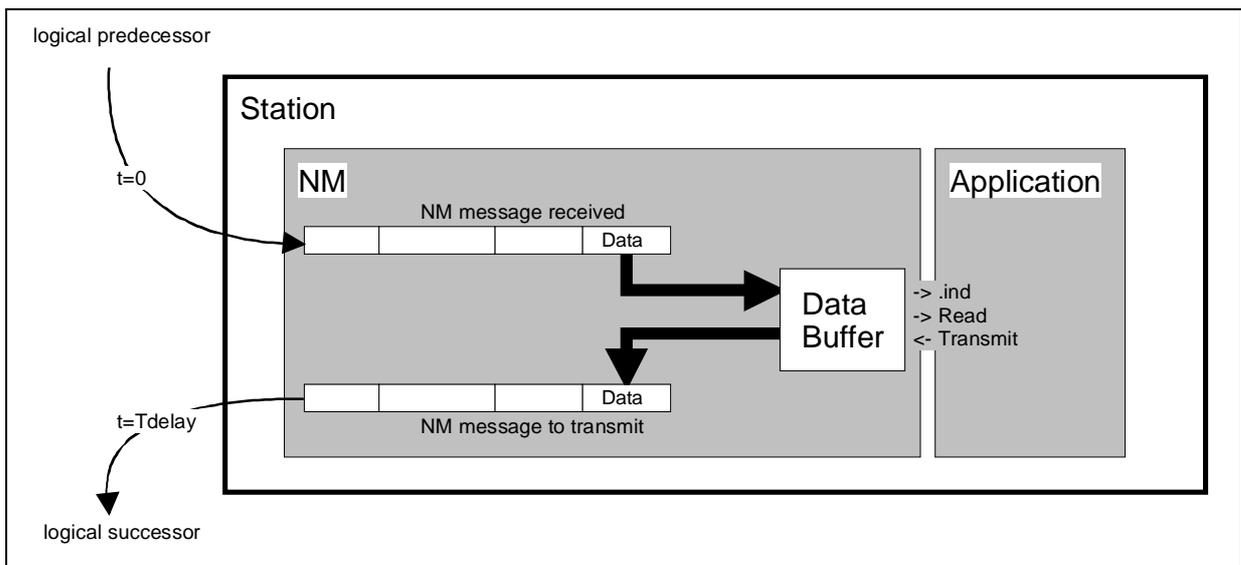 logical predecessor
Station
t=0
NM
Application
NM message received
Data
-> .ind
Data
-> Read
Buffer
<- Transmit
Data
t=Tdelay
NM message to transmit
logical successor